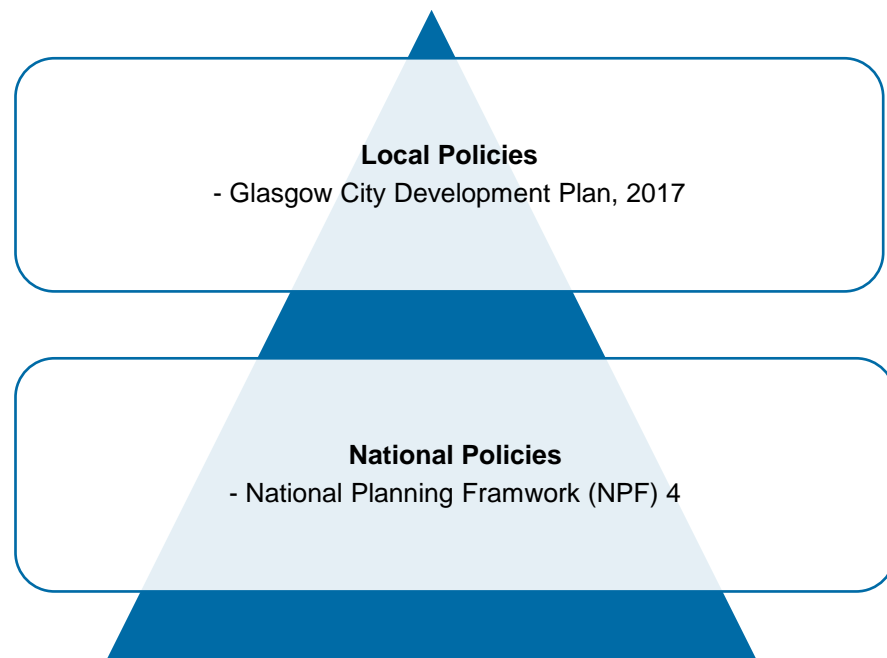 Local Policies
- Glasgow City Development Plan, 2017
National Policies
- National Planning Framwork (NPF) 4